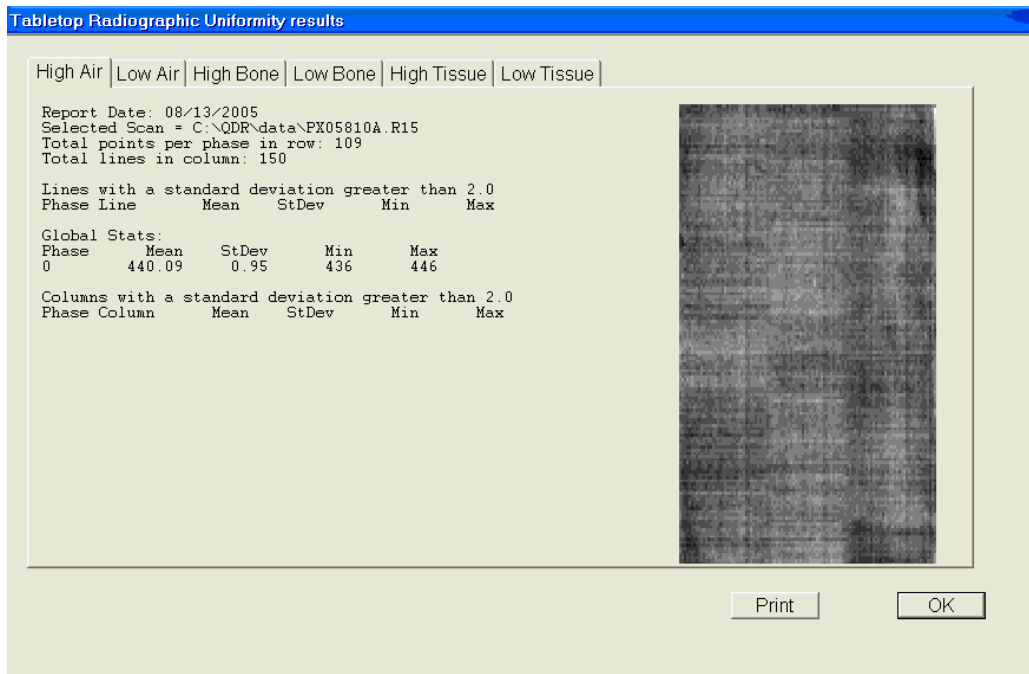 Tabletop Radiographic Uniformity results
High Air Low Air High Bone Low Bone High Tissue Low Tissue
Report Date: 08/13/2005
Selected Scan = C:\QDR\data\PX05810A.R15
Total points per phase in row: 109
Total lines in column: 150
Lines with a standard deviation greater than 2.0
Phase Line Mean StDev Min Max
Global Stats:
Phase Mean StDev Min Max
0 440.09 0.95 436 446
Columns with a standard deviation greater than 2.0
Phase Column Mean StDev Min Max
Print OK